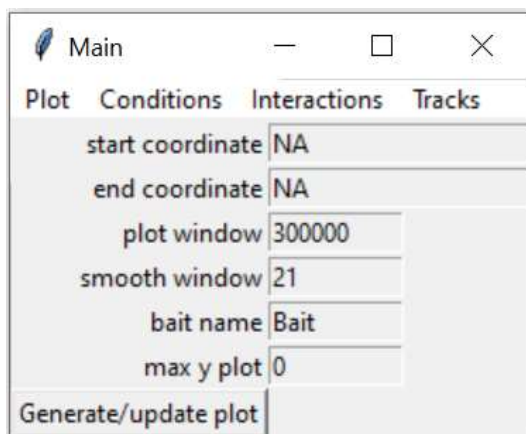 Main
Plot Conditions Interactions Tracks
start coordinate NA
end coordinate NA
plot window 300000
smooth window 21
bait name Bait
max y plot 0
Generate/update plot